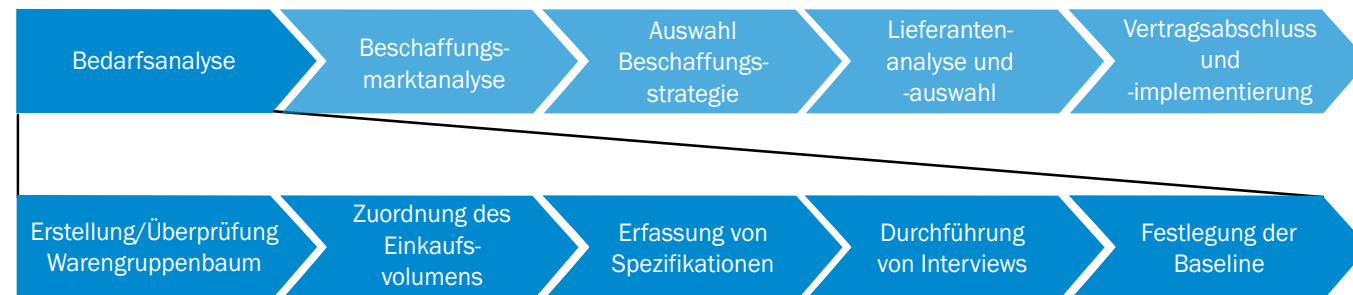 Bedarfsanalyse
Beschaffungs-
marktanalyse
Auswahl
Beschaffungs-
strategie
Lieferanten-
analyse und
-auswahl
Vertragsabschluss
und
-implementierung
Erstellung/Überprüfung
Warengruppenbaum
Zuordnung des
Einkaufs-
volumens
Erfassung von
Spezifikationen
Durchführung
von Interviews
Festlegung der
Baseline